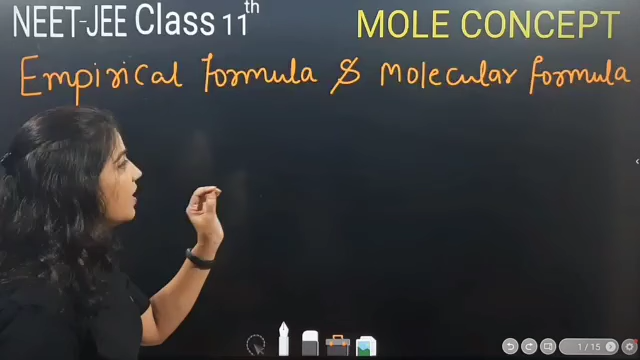 NEET-JEE Class 11th MOLE CONCEPT
Empirical formula & Molecular formula
1/15